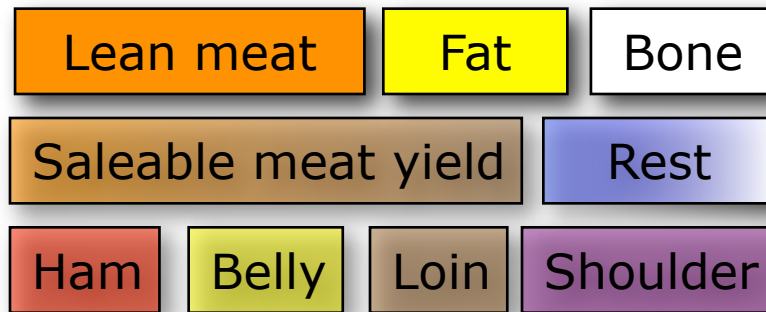 Lean meat Fat Bone
Saleable meat yield Rest
Ham Belly Loin Shoulder